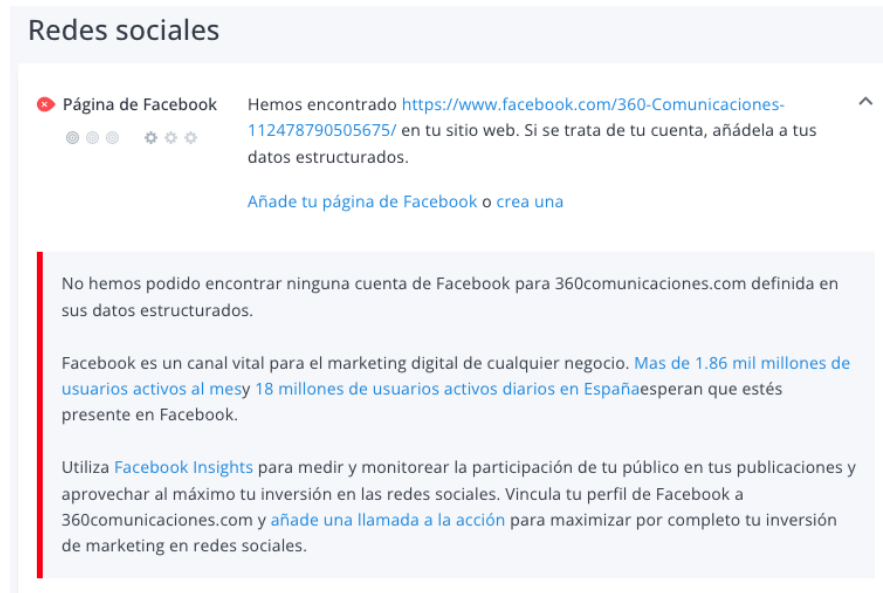 Redes sociales
Página de Facebook
Hemos encontrado https://www.facebook.com/360-Comunicaciones-
112478790505675/ en tu sitio web. Si se trata de tu cuenta, añádela a tus
datos estructurados.
Añade tu página de Facebook o crea una
No hemos podido encontrar ninguna cuenta de Facebook para 360comunicaciones.com definida en
sus datos estructurados.
Facebook es un canal vital para el marketing digital de cualquier negocio. Mas de 1.86 mil millones de
usuarios activos al mesy 18 millones de usuarios activos diarios en Españaesperan que estés
presente en Facebook.
Utiliza Facebook Insights para medir y monitorear la participación de tu público en tus publicaciones y
aprovechar al máximo tu inversión en las redes sociales. Vincula tu perfil de Facebook a
360comunicaciones.com y añade una llamada a la acción para maximizar por completo tu inversión
de marketing en redes sociales.